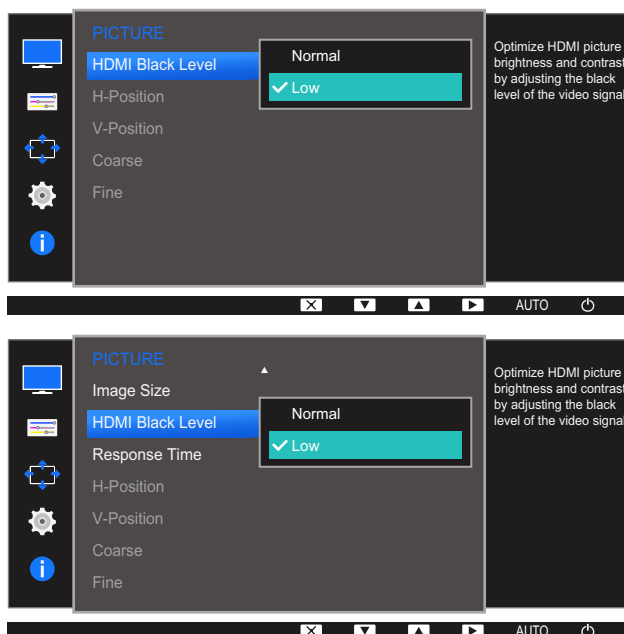 PICTURE
HDMI Black Level
H-Position
V-Position
Coarse
Fine
Normal
Low
Optimize HDMI picture
brightness and contrast
by adjusting the black
level of the video signal
AUTO
PICTURE
Image Size
HDMI Black Level
Response Time
H-Position
V-Position
Coarse
Fine
Normal
Low
Optimize HDMI picture
brightness and contrast
by adjusting the black
level of the video signal
AUTO